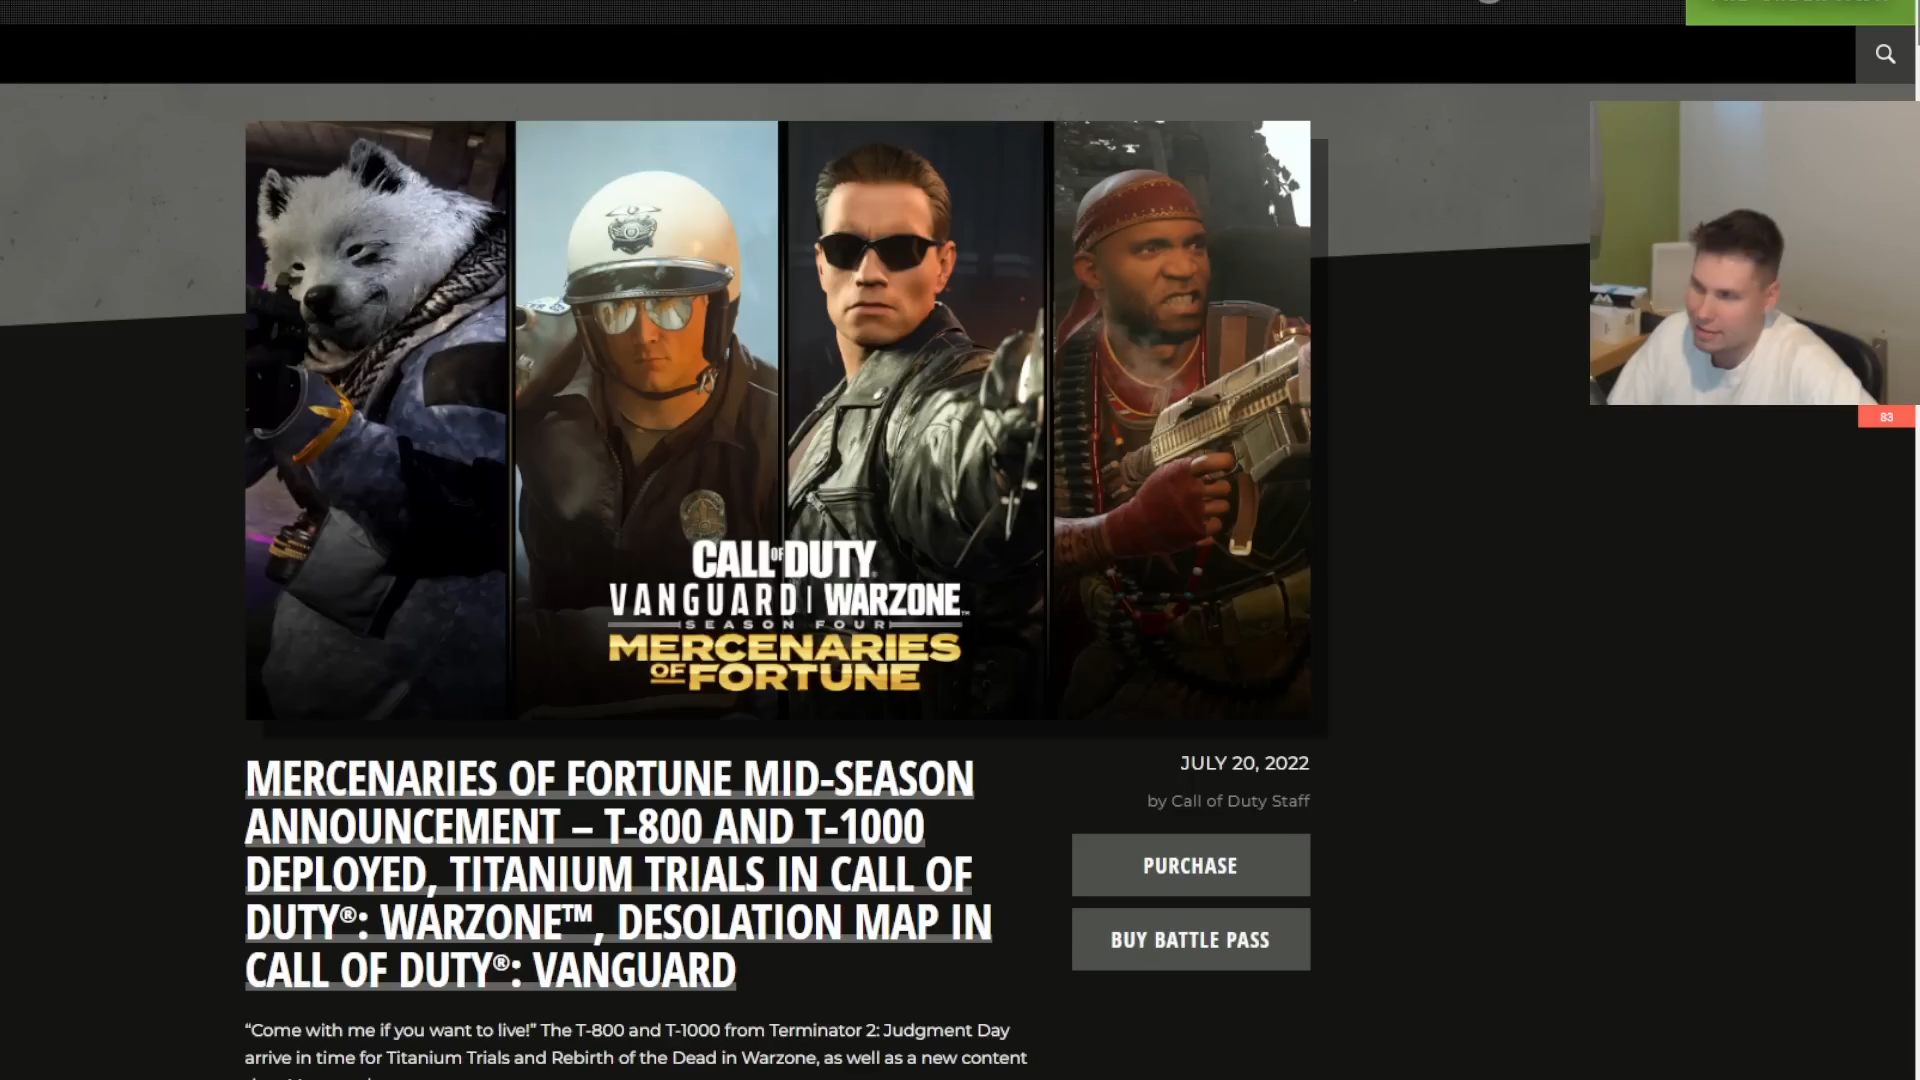 CALL OF DUTY
VANGUARD | WARZONE™
SEASON FOUR
MERCENARIES
OF FORTUNE
83
MERCENARIES OF FORTUNE MID-SEASON
ANNOUNCEMENT – T-800 AND T-1000
DEPLOYED, TITANIUM TRIALS IN CALL OF
DUTY®: WARZONE™, DESOLATION MAP IN
CALL OF DUTY®: VANGUARD
JULY 20, 2022
by Call of Duty Staff
PURCHASE
BUY BATTLE PASS
“Come with me if you want to live!” The T-800 and T-1000 from Terminator 2: Judgment Day
arrive in time for Titanium Trials and Rebirth of the Dead in Warzone, as well as a new content